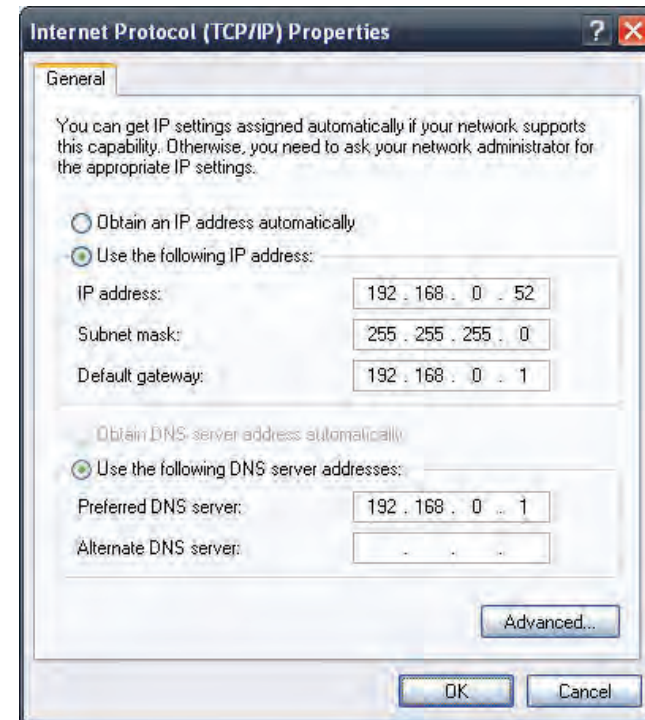 Internet Protocol (TCP/IP) Properties
General
You can get IP settings assigned automatically if your network supports
this capability. Otherwise, you need to ask your network administrator for
the appropriate IP settings.
Obtain an IP address automatically
Use the following IP address:
IP address: 192 . 168 . 0 . 52
Subnet mask: 255 . 255 . 255 . 0
Default gateway: 192 . 168 . 0 . 1
Obtain DNS server address automatically
Use the following DNS server addresses:
Preferred DNS server: 192 . 168 . 0 . 1
Alternate DNS server: . . .
Advanced...
OK Cancel